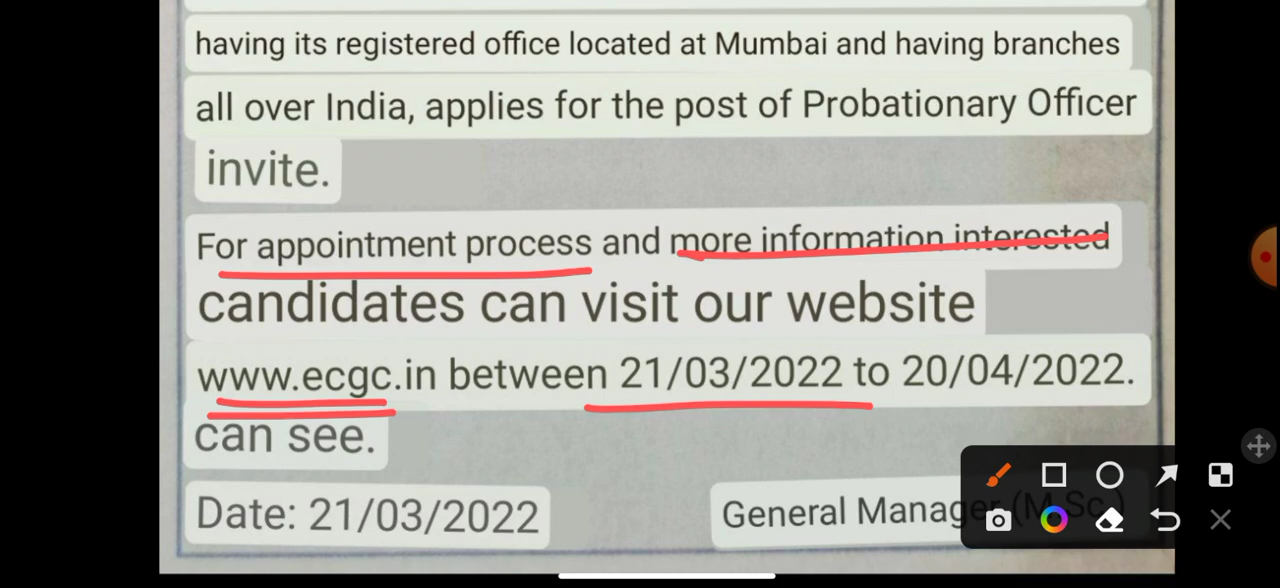 having its registered office located at Mumbai and having branches
all over India, applies for the post of Probationary Officer
invite.
For appointment process and more information interested
candidates can visit our website
www.ecgc.in between 21/03/2022 to 20/04/2022.
can see.
Date: 21/03/2022
General Manager (M.Sc.)